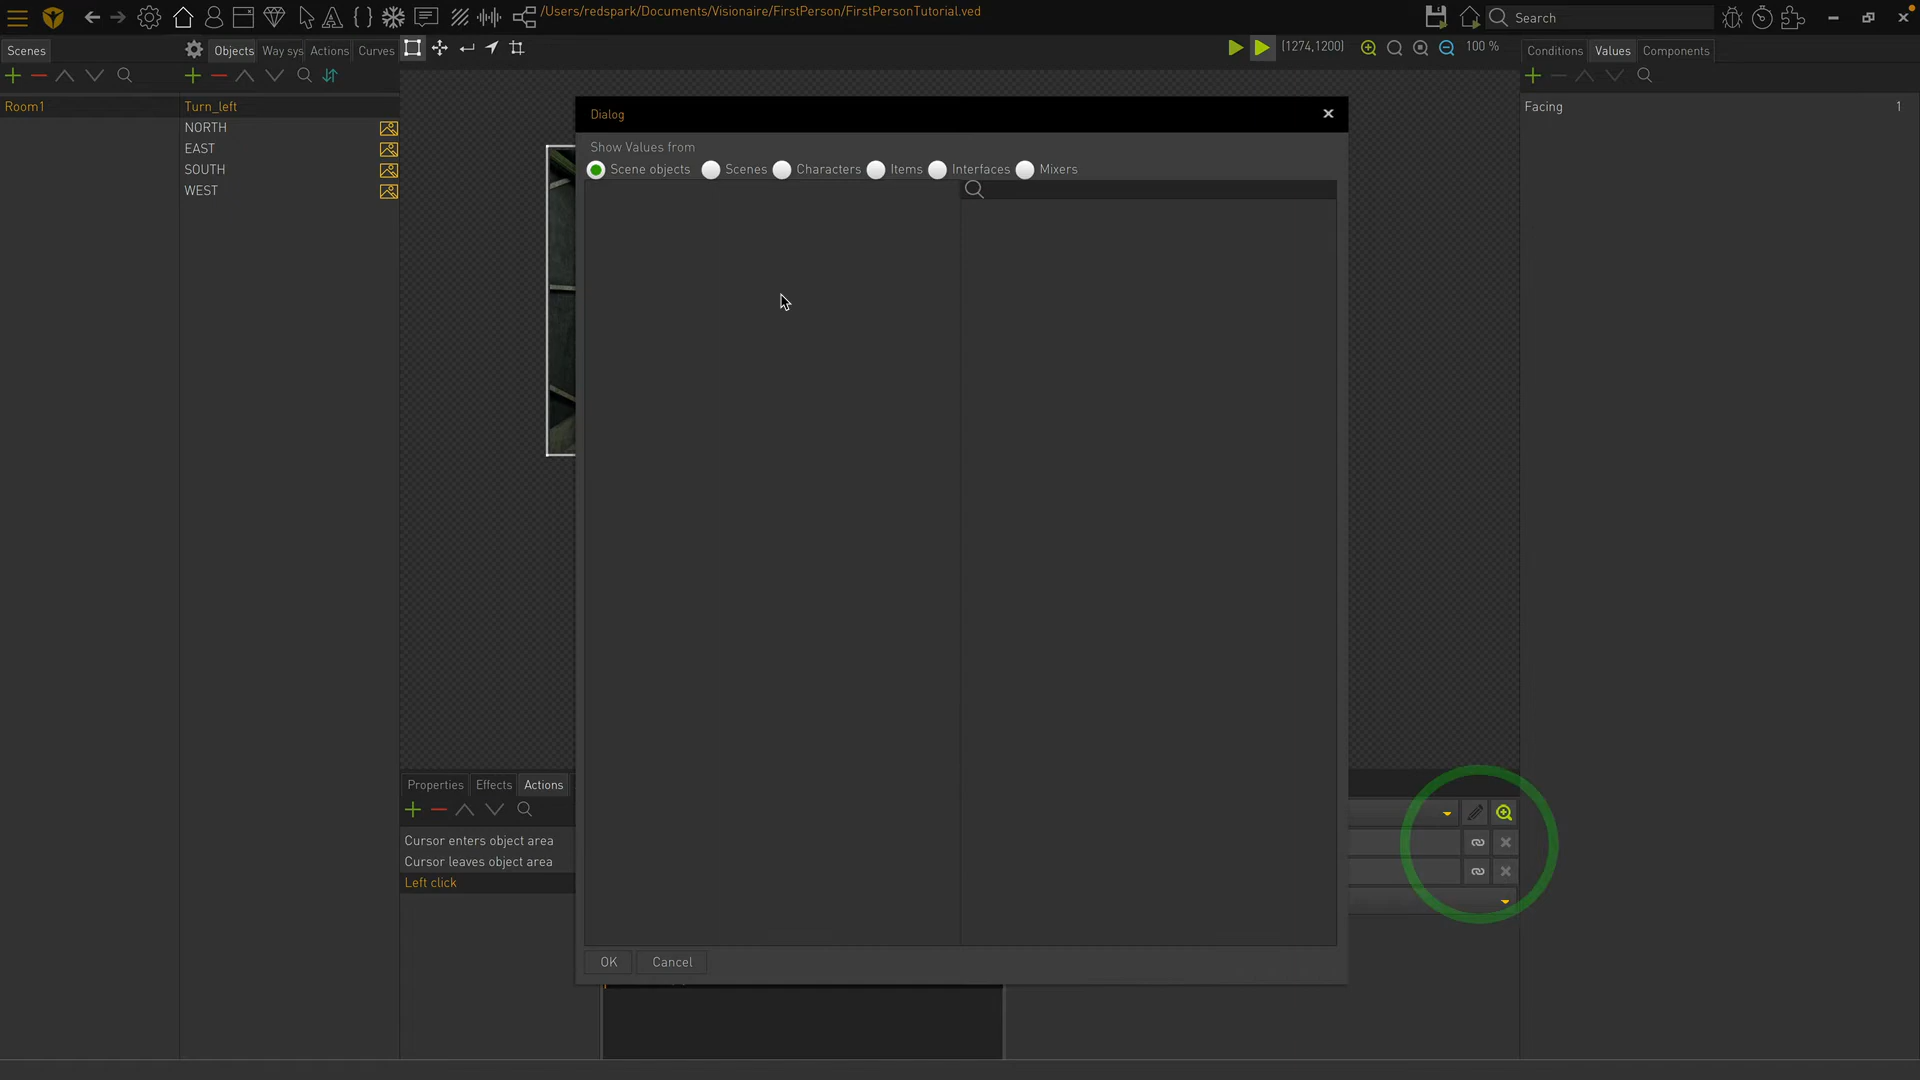 /Users/redspark/Documents/Visionaire/FirstPerson/FirstPersonTutorial.ved
Search
Scenes
Objects
Way sys
Actions
Curves
(1274,1200)
100 %
Conditions
Values
Components
Room1
Turn_left
NORTH
EAST
SOUTH
WEST
Facing
1
Dialog
Show Values from
Scene objects
Scenes
Characters
Items
Interfaces
Mixers
Properties
Effects
Actions
Cursor enters object area
Cursor leaves object area
Left click
OK
Cancel